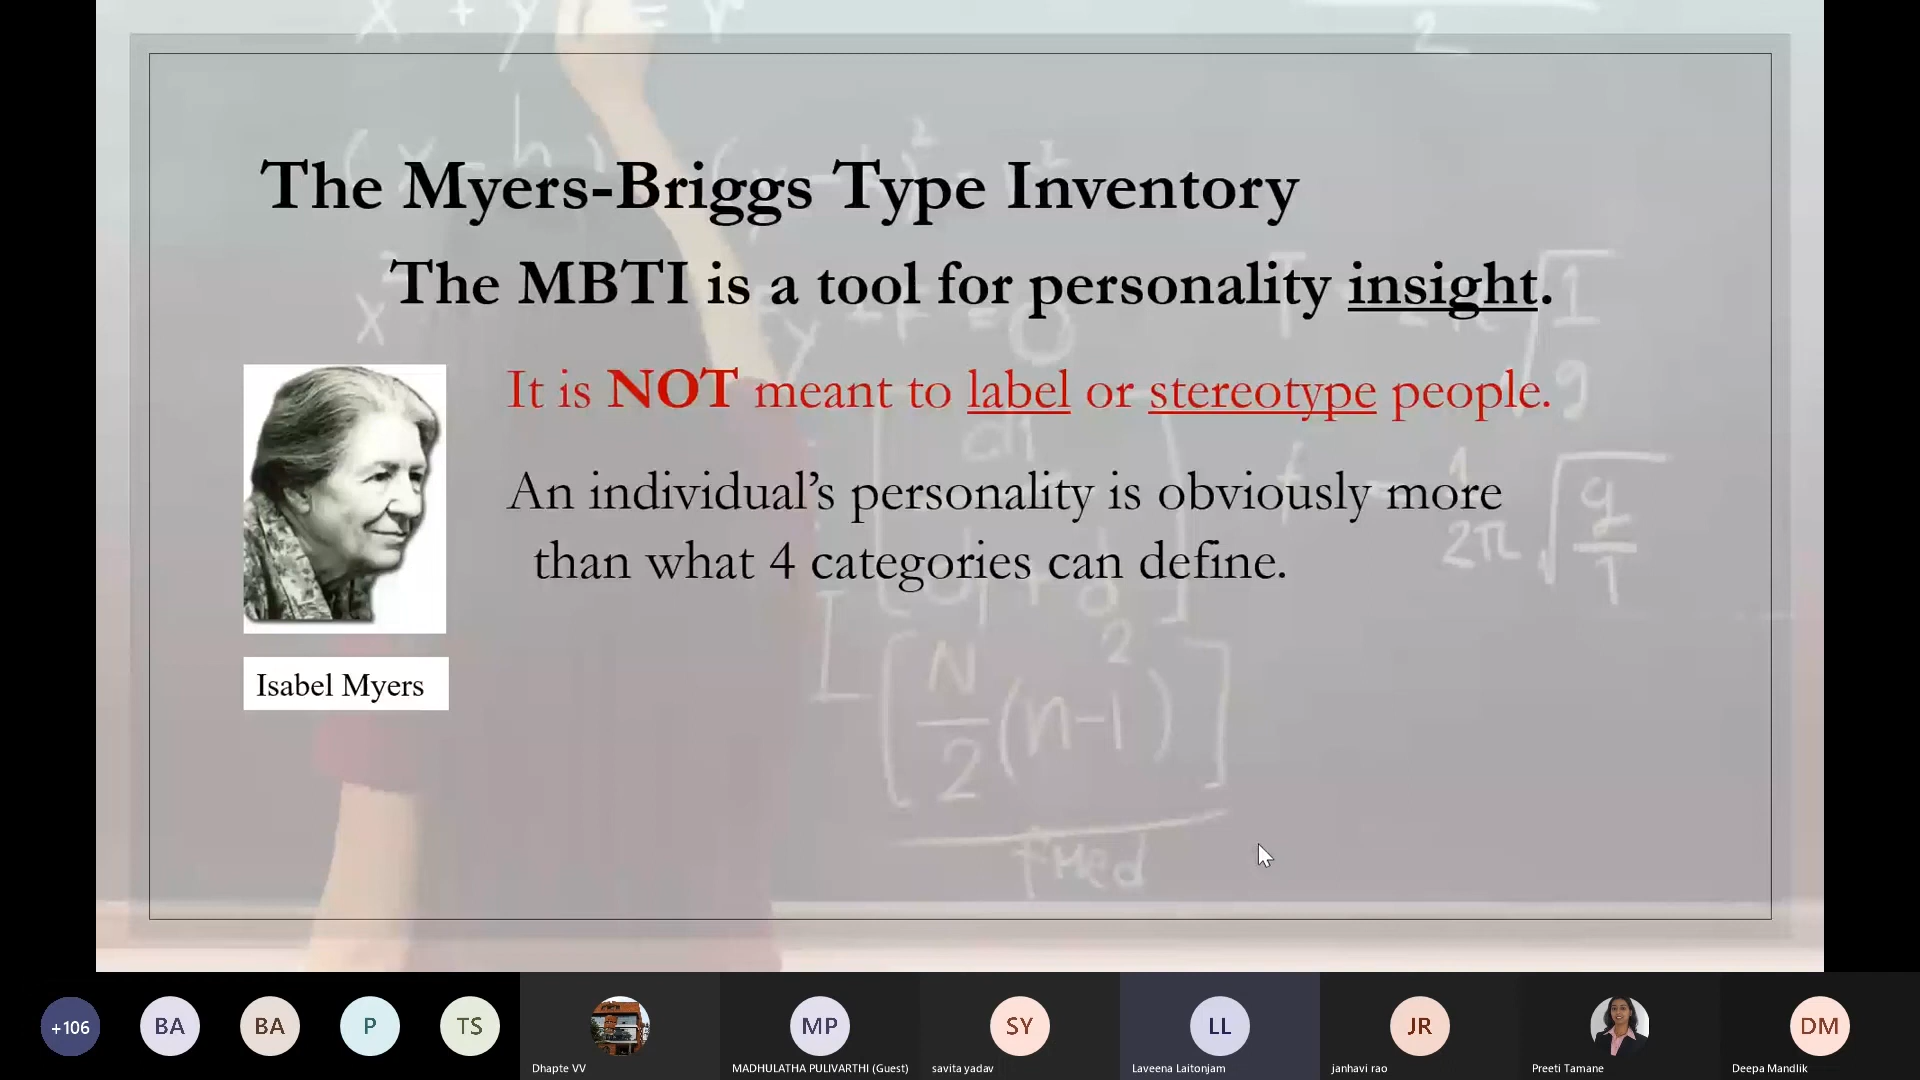 The Myers-Briggs Type Inventory
The MBTI is a tool for personality insight.
It is NOT meant to label or stereotype people.
An individual’s personality is obviously more
than what 4 categories can define.
Isabel Myers
+106
BA
BA
P
TS
MP
SY
LL
JR
DM
Dhapte VV
MADHULATHA PULIVARTHI (Guest)
savita yadav
Laveena Laitonjam
janhavi rao
Preeti Tamane
Deepa Mandlik